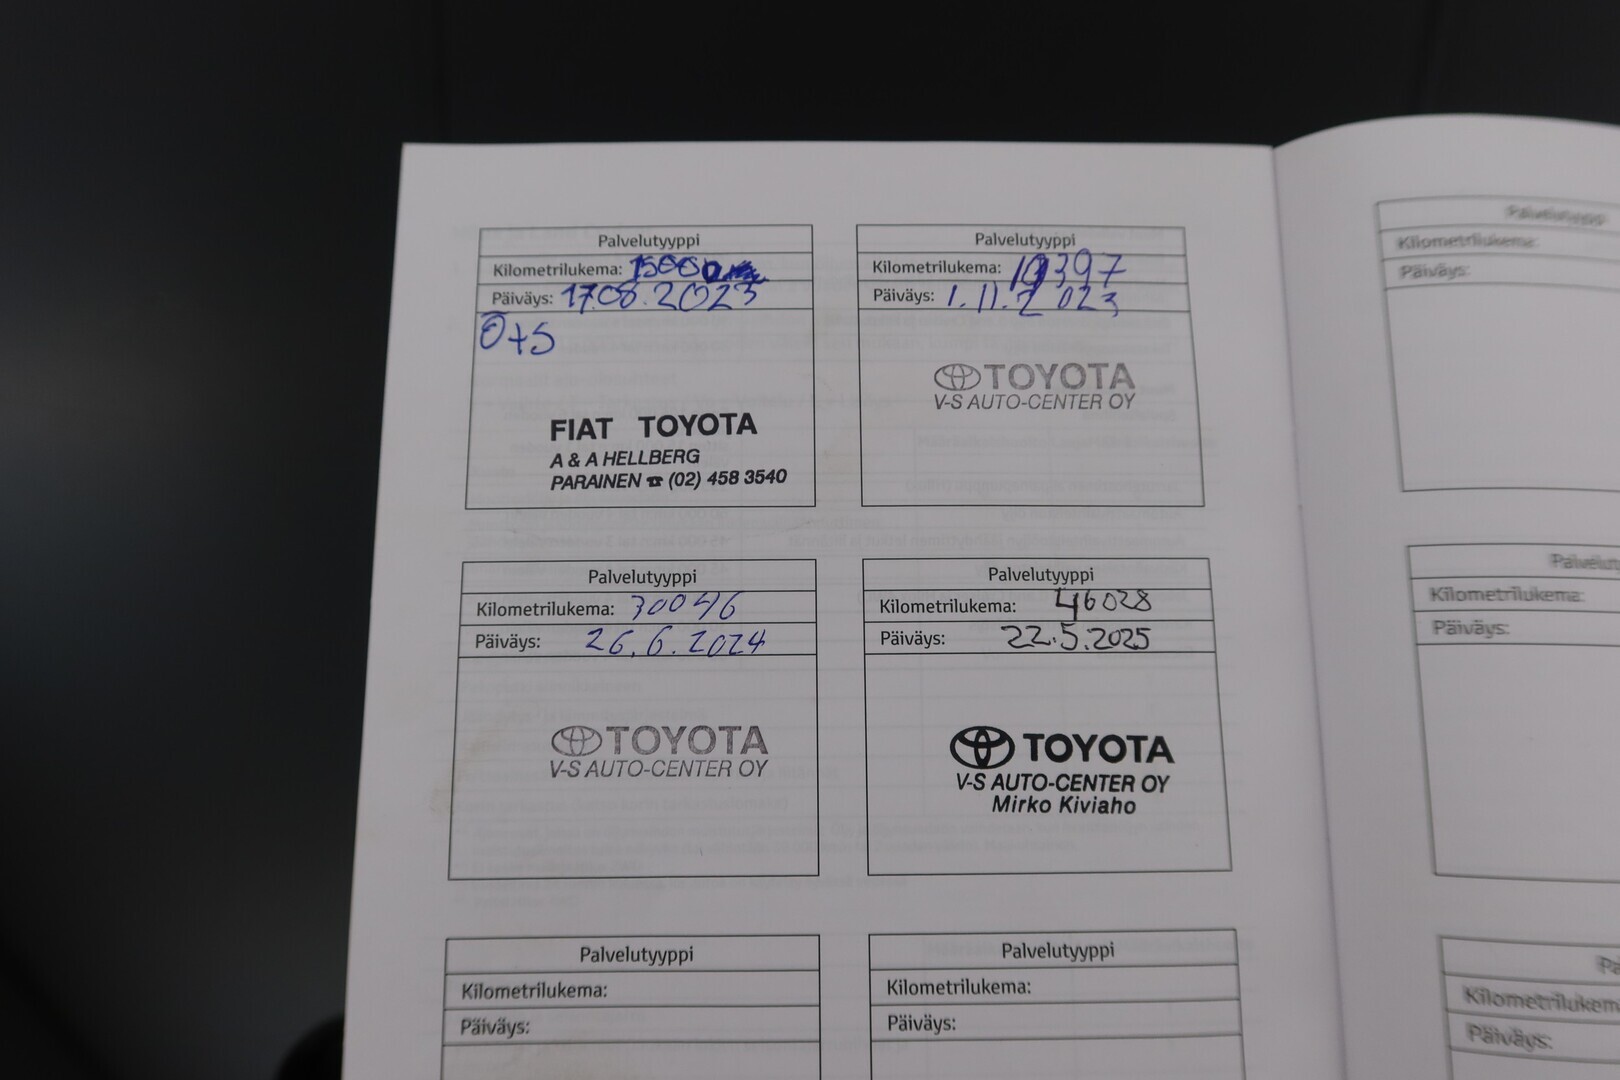 Palvelutyyppi
Kilometrilukema: 15000
Päiväys: 17.08.2023
Ö+S
FIAT TOYOTA
A & A HELLBERG
PARAINEN ☎ (02) 458 3540
Palvelutyyppi
Kilometrilukema: 19397
Päiväys: 1.11.2023
TOYOTA
V-S AUTO-CENTER OY
Palvelutyyppi
Kilometrilukema: 30046
Päiväys: 26.6.2024
TOYOTA
V-S AUTO-CENTER OY
Palvelutyyppi
Kilometrilukema: 46028
Päiväys: 22.5.2025
TOYOTA
V-S AUTO-CENTER OY
Mirko Kiviaho
Palvelutyyppi
Kilometrilukema:
Päiväys:
Palvelutyyppi
Kilometrilukema:
Päiväys:
Palvelutyyppi
Kilometrilukema:
Päiväys:
Kilometrilukema:
Päiväys:
Päiväys: